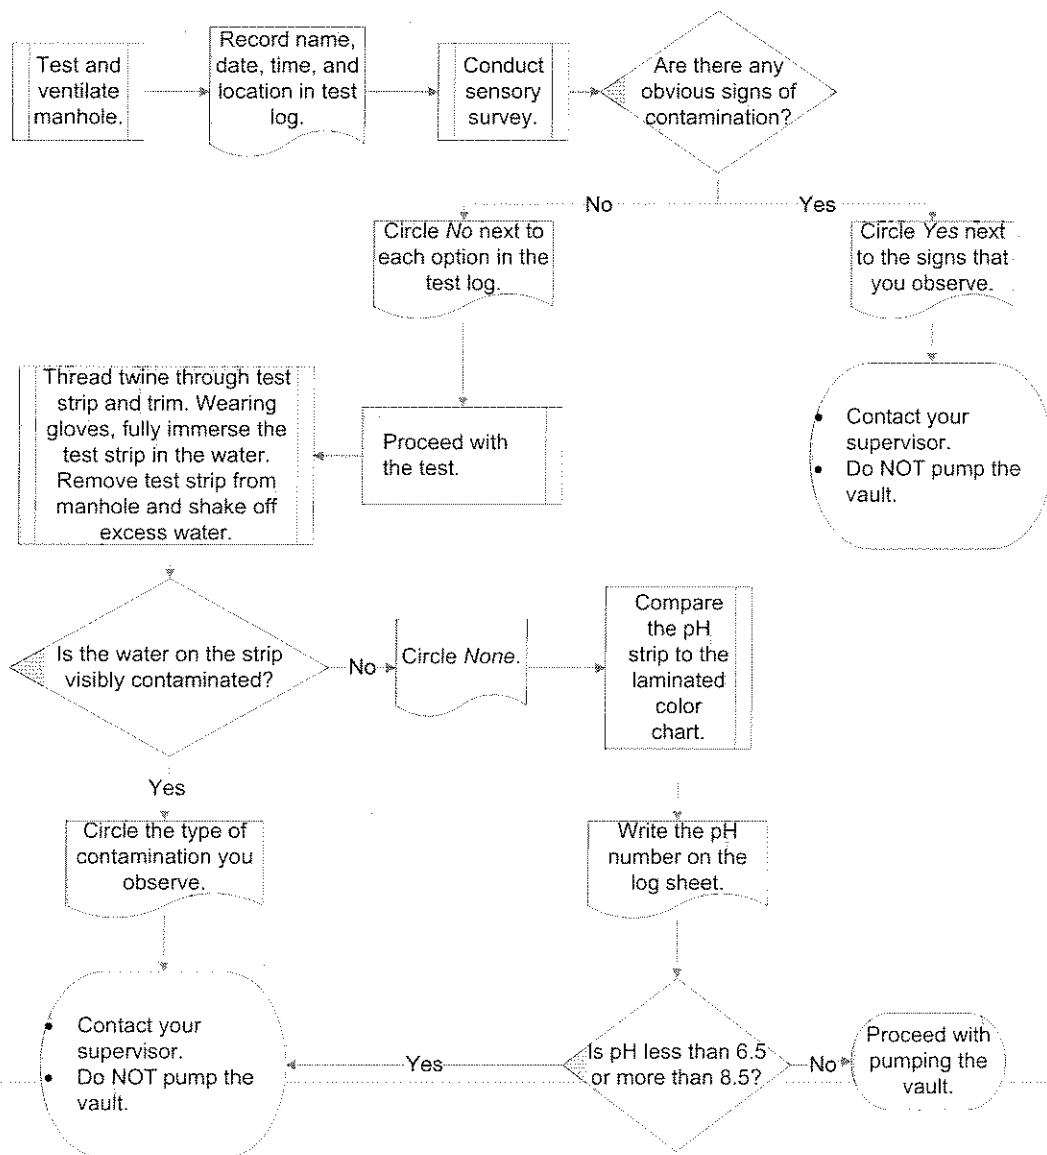 Test and
ventilate
manhole.
Record name,
date, time, and
location in test
log.
Conduct
sensory
survey.
Are there any
obvious signs of
contamination?
No
Yes
Circle No next to
each option in the
test log.
Circle Yes next
to the signs that
you observe.
Thread twine through test
strip and trim. Wearing
gloves, fully immerse the
test strip in the water.
Remove test strip from
manhole and shake off
excess water.
Proceed with
the test.
• Contact your
supervisor.
• Do NOT pump the
vault.
Is the water on the strip
visibly contaminated?
No
Circle None.
Compare
the pH
strip to the
laminated
color
chart.
Yes
Circle the type of
contamination you
observe.
Write the pH
number on the
log sheet.
• Contact your
supervisor.
• Do NOT pump the
vault.
Yes
Is pH less than 6.5
or more than 8.5?
No
Proceed with
pumping the
vault.